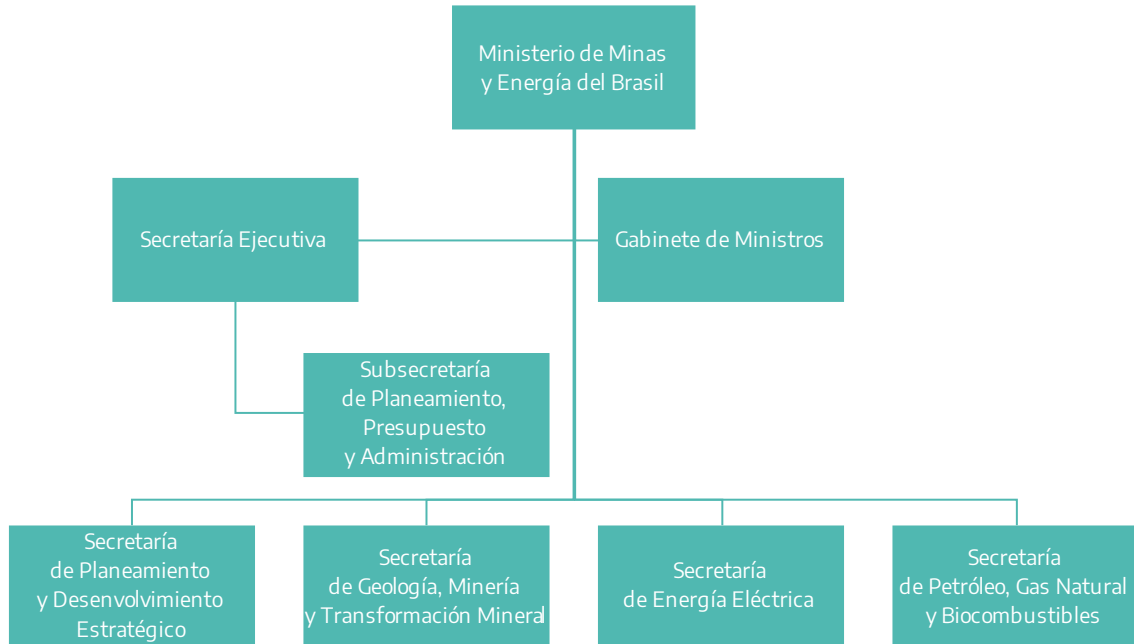 Ministerio de Minas
y Energía del Brasil
Secretaría Ejecutiva
Gabinete de Ministros
Subsecretaría
de Planeamiento,
Presupuesto
y Administración
Secretaría
de Planeamiento
y Desenvolvimiento
Estratégico
Secretaría
de Geología, Minería
y Transformación Mineral
Secretaría
de Energía Eléctrica
Secretaría
de Petróleo, Gas Natural
y Biocombustibles